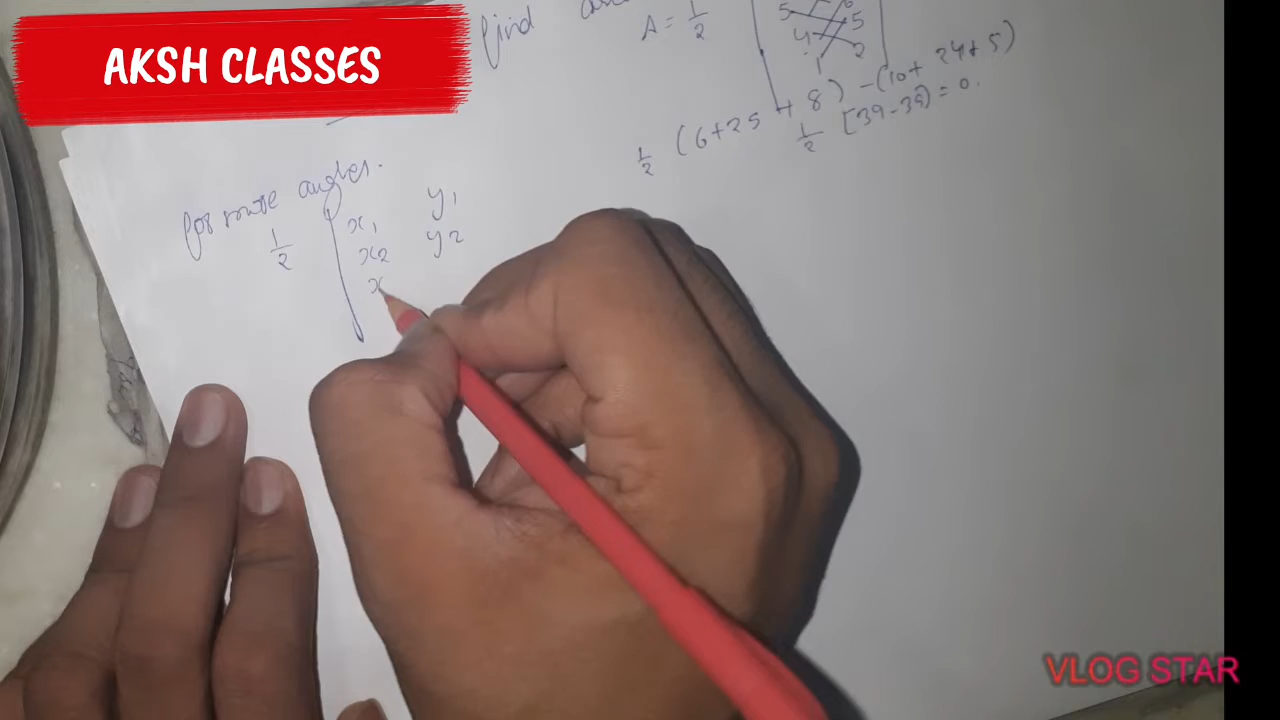 AKSH CLASSES
find
A = 1/2
5 5
4 2
1
1/2 (6+25+8) -(10+24+5)
1/2 [39-39) = 0.
for angles.
1/2
x1 y1
x2 y2
x
VLOG STAR